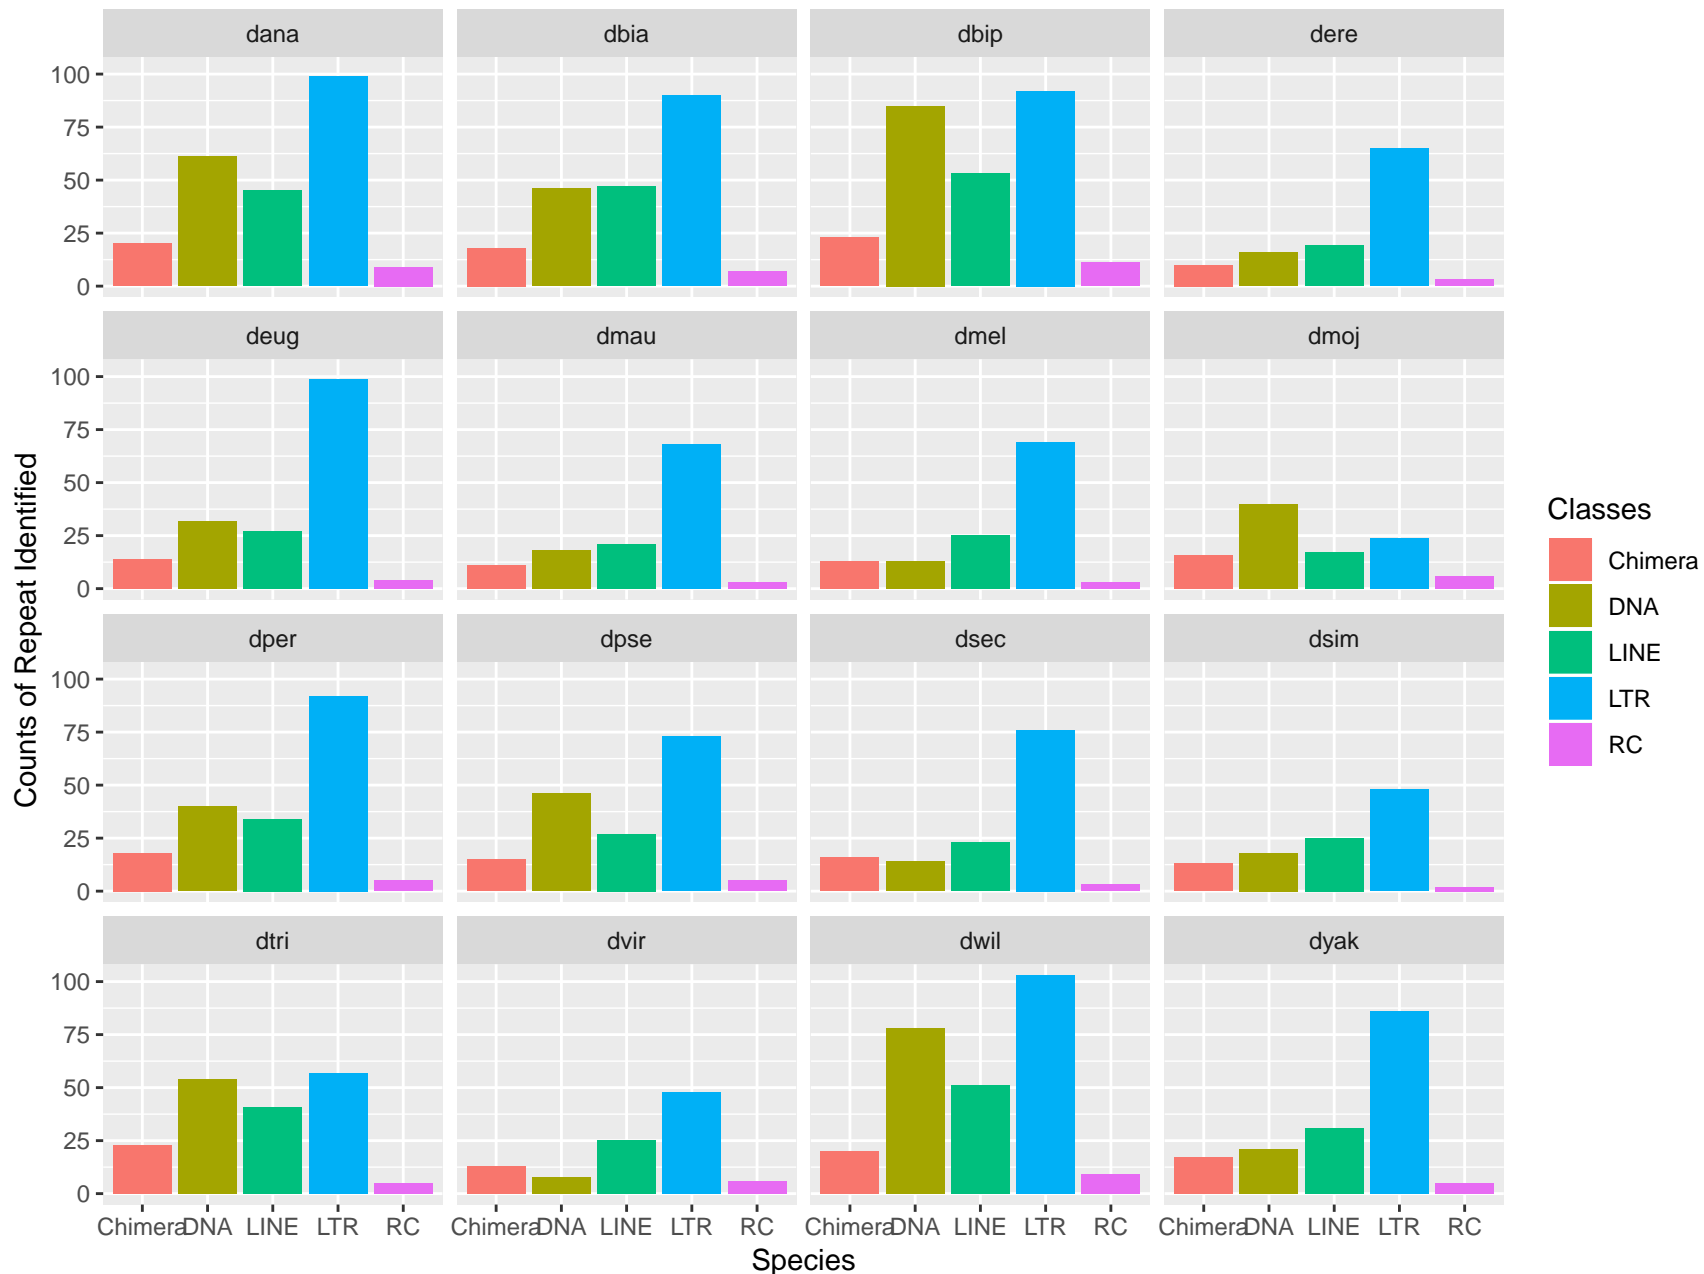 dana dbia dbip dere
100
75
50
25
0
deug dmau dmel dmoj
100
75
50
25
0
dper dpse dsec dsim
100
75
50
25
0
dtri dvir dwil dyak
100
75
50
25
0
Chimera DNA LINE LTR RC Chimera DNA LINE LTR RC Chimera DNA LINE LTR RC Chimera DNA LINE LTR RC
Species
Counts of Repeat Identified
Classes
Chimera
DNA
LINE
LTR
RC